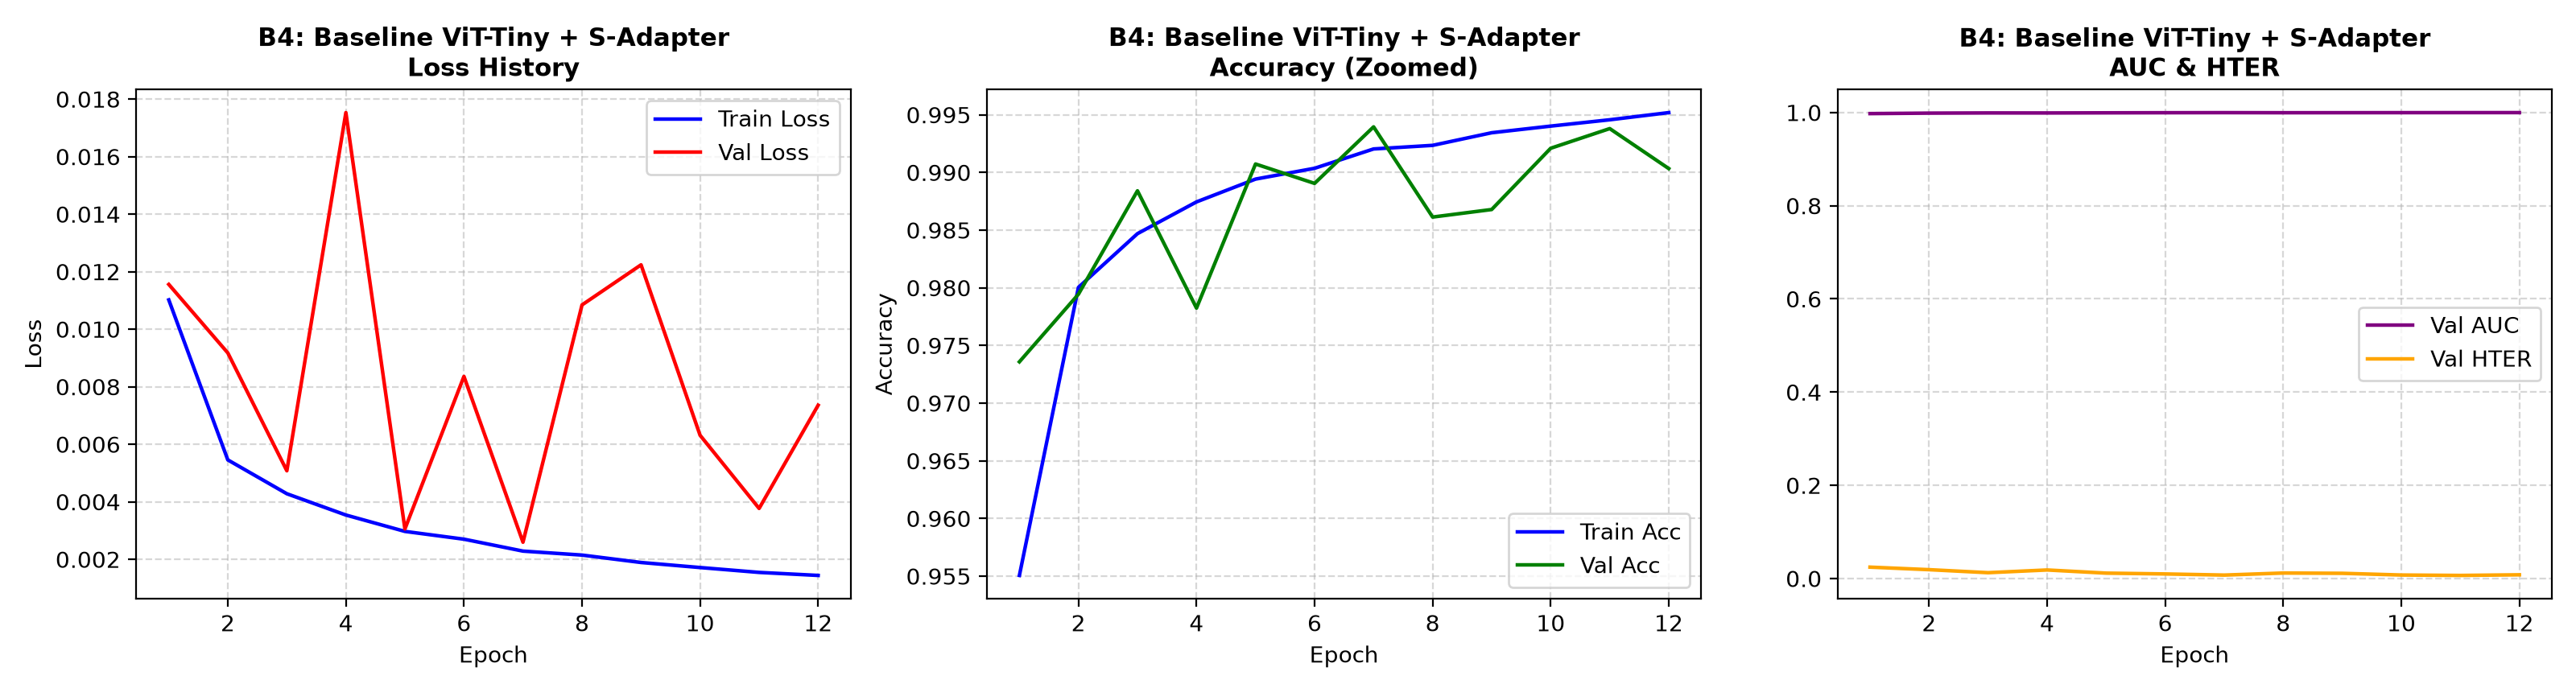 B4: Baseline ViT-Tiny + S-Adapter
Loss History
0.018
0.016
0.014
0.012
0.010
0.008
0.006
0.004
0.002
Loss
Train Loss
Val Loss
2 4 6 8 10 12
Epoch
B4: Baseline ViT-Tiny + S-Adapter
Accuracy (Zoomed)
0.995
0.990
0.985
0.980
0.975
0.970
0.965
0.960
0.955
Accuracy
Train Acc
Val Acc
2 4 6 8 10 12
Epoch
B4: Baseline ViT-Tiny + S-Adapter
AUC & HTER
1.0
0.8
0.6
0.4
0.2
0.0
Val AUC
Val HTER
2 4 6 8 10 12
Epoch